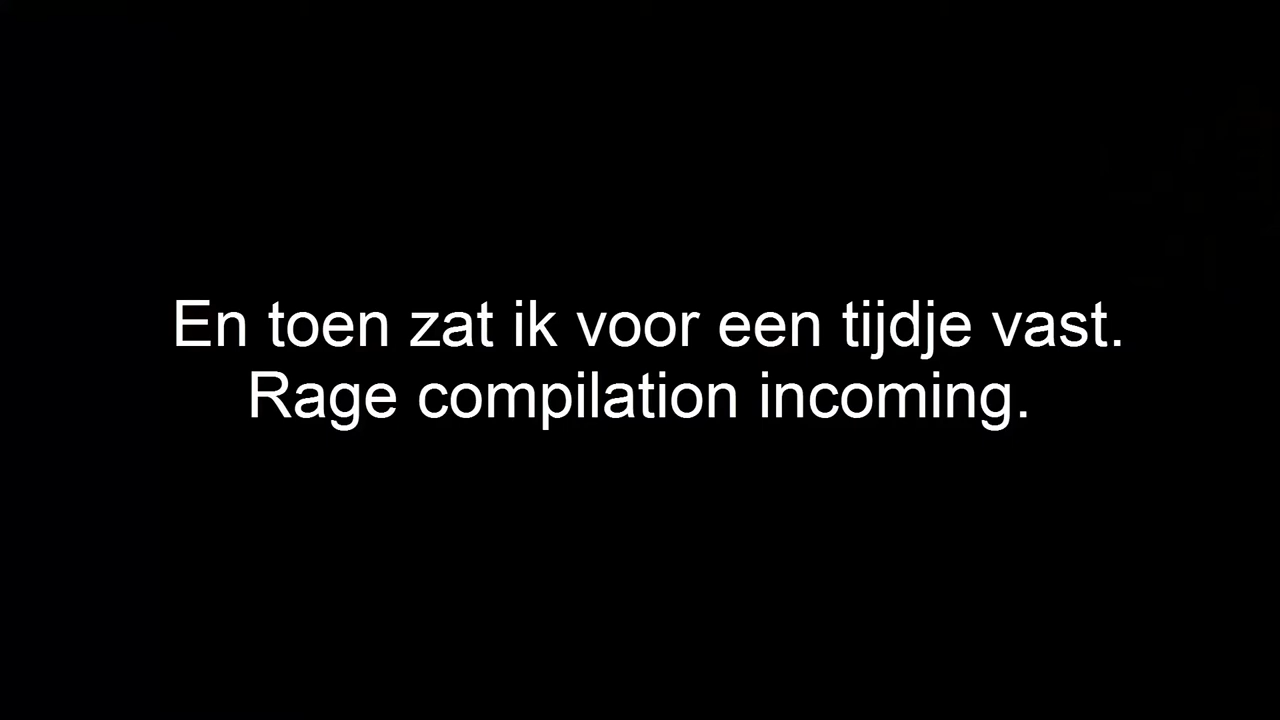 En toen zat ik voor een tijdje vast.
Rage compilation incoming.